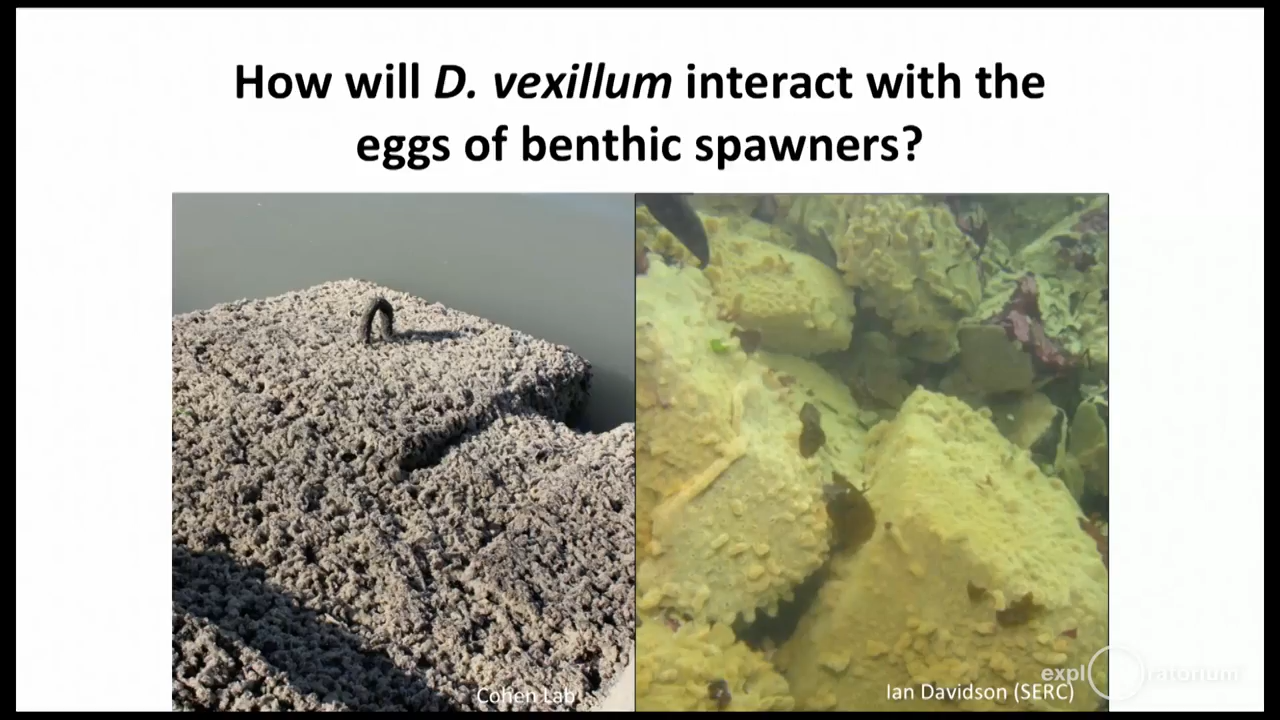 How will D. vexillum interact with the
eggs of benthic spawners?
Cohen Lab
Ian Davidson (SERC)
explOratorium